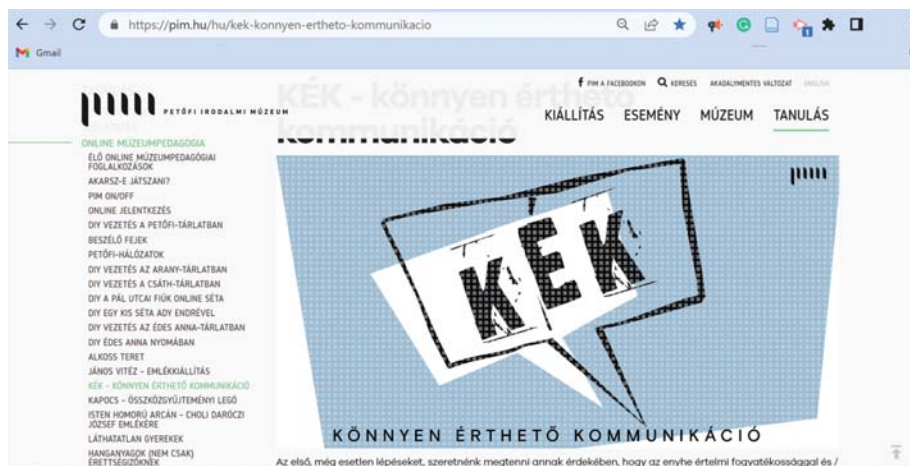 https://pim.hu/hu/kek-konnyen-ertheto-kommunikacio
Gmail
PIM A FACEBOOKON KERESÉS AKADÁLYMENTES VÁLTOZAT ENGLISH
PETŐFI IRODALMI MÚZEUM
KIÁLLÍTÁS ESEMÉNY MÚZEUM TANULÁS
KÉK - könnyen érthető
kommunikáció
ONLINE MÚZEUMPEDAGÓGIA
ÉLŐ ONLINE MÚZEUMPEDAGÓGIAI
FOGLALKOZÁSOK
AKARSZ-E JÁTSZANI?
PIM ON/OFF
ONLINE JELENTKEZÉS
DIY VEZETÉS A PETŐFI-TÁRLATBAN
BESZÉLŐ FEJEK
PETŐFI-HÁLÓZATOK
DIY VEZETÉS AZ ARANY-TÁRLATBAN
DIY VEZETÉS A CSÁTH-TÁRLATBAN
DIY A PÁL UTCAI FIÚK ONLINE SÉTA
DIY EGY KIS SÉTA ADY ENDRÉVEL
DIY VEZETÉS AZ ÉDES ANNA-TÁRLATBAN
DIY ÉDES ANNA NYOMÁBAN
ALKOSS TERET
JÁNOS VITÉZ - EMLÉKKIÁLLÍTÁS
KÉK - KÖNNYEN ÉRTHETŐ KOMMUNIKÁCIÓ
KAPOCS - ÖSSZKÖZGYŰJTEMÉNYI LEGÓ
ISTEN HOMORÚ ARCÁN - CHOLI DARÓCZI
JÓZSEF EMLÉKÉRE
LÁTHATATLAN GYEREKEK
HANGANYAGOK (NEM CSAK)
ÉRETTSÉGIZŐKNEK
KÉK
KÖNNYEN ÉRTHETŐ KOMMUNIKÁCIÓ
Az első, még esetlen lépéseket, szeretnénk megtenni annak érdekében, hogy az enyhe értelmi fogyatékossággal és /